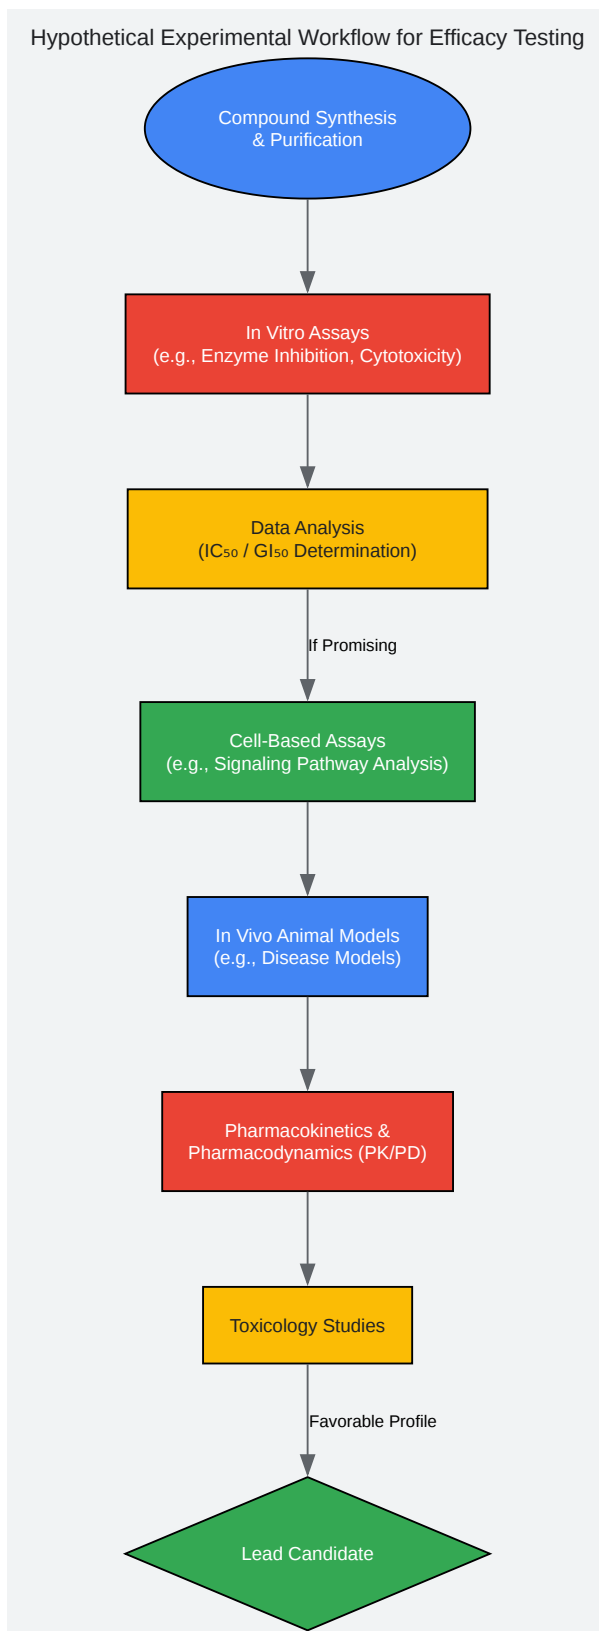 Hypothetical Experimental Workflow for Efficacy Testing
Compound Synthesis
& Purification
In Vitro Assays
(e.g., Enzyme Inhibition, Cytotoxicity)
Data Analysis
(IC₅₀ / GI₅₀ Determination)
If Promising
Cell-Based Assays
(e.g., Signaling Pathway Analysis)
In Vivo Animal Models
(e.g., Disease Models)
Pharmacokinetics &
Pharmacodynamics (PK/PD)
Toxicology Studies
Favorable Profile
Lead Candidate